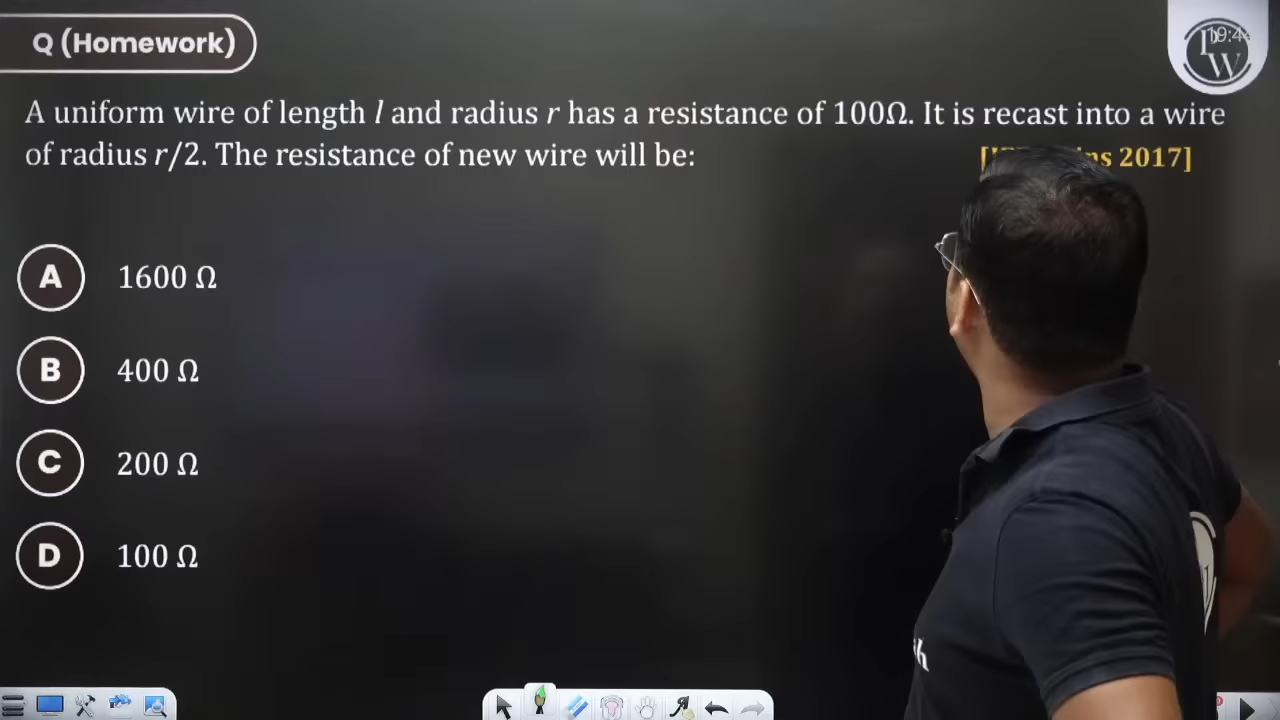 Q (Homework)
A uniform wire of length l and radius r has a resistance of 100Ω. It is recast into a wire
of radius r/2. The resistance of new wire will be:
2017]
A 1600 Ω
B 400 Ω
C 200 Ω
D 100 Ω